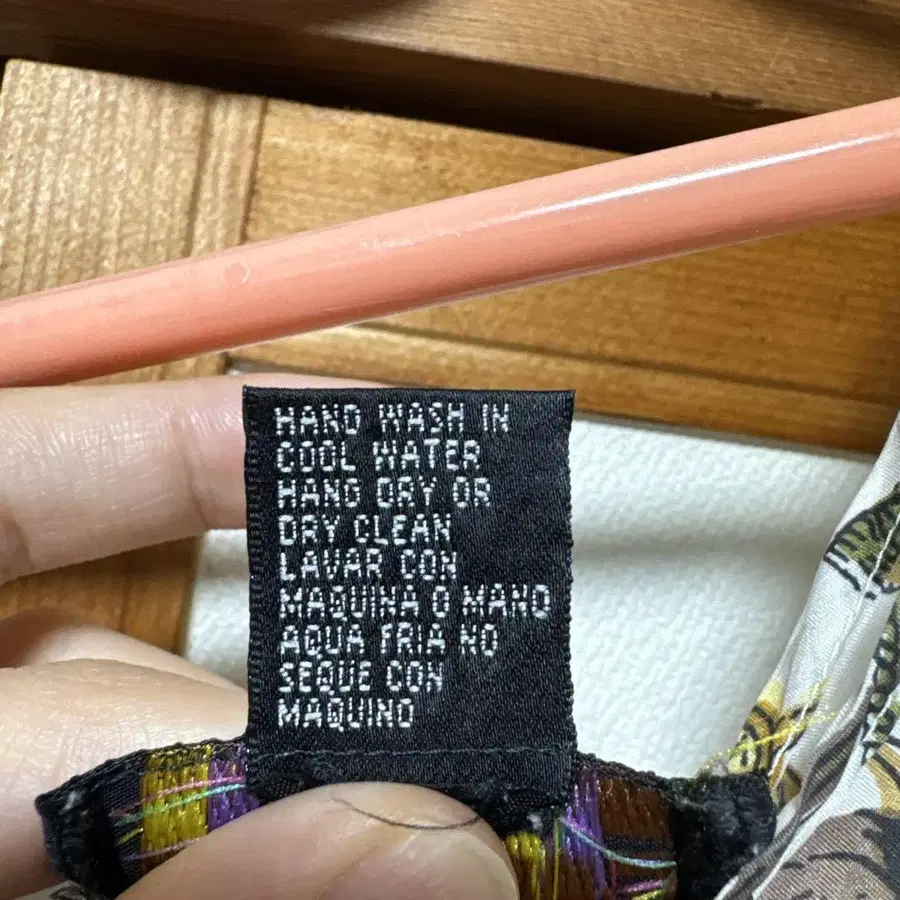 HAND WASH IN
COOL WATER
HANG DRY OR
DRY CLEAN
LAVAR CON
MAQUINA O MANO
AQUA FRIA NO
SEQUE CON
MAQUINO